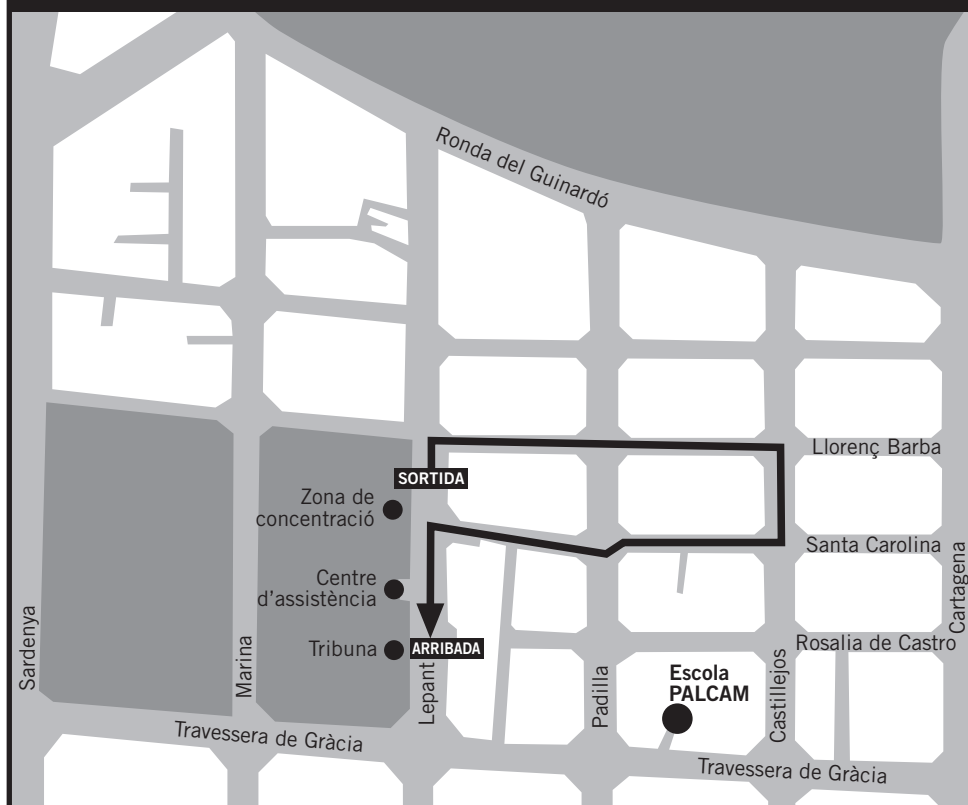 Ronda del Guinardó
Llorenç Barba
SORTIDA
Zona de
concentració
Santa Carolina
Centre
d'assistència
Cartagena
Sardenya
Marina
Tribuna
ARRIBADA
Lepant
Padilla
Castillejos
Rosalia de Castro
Escola
PALCAM
Travessera de Gràcia
Travessera de Gràcia